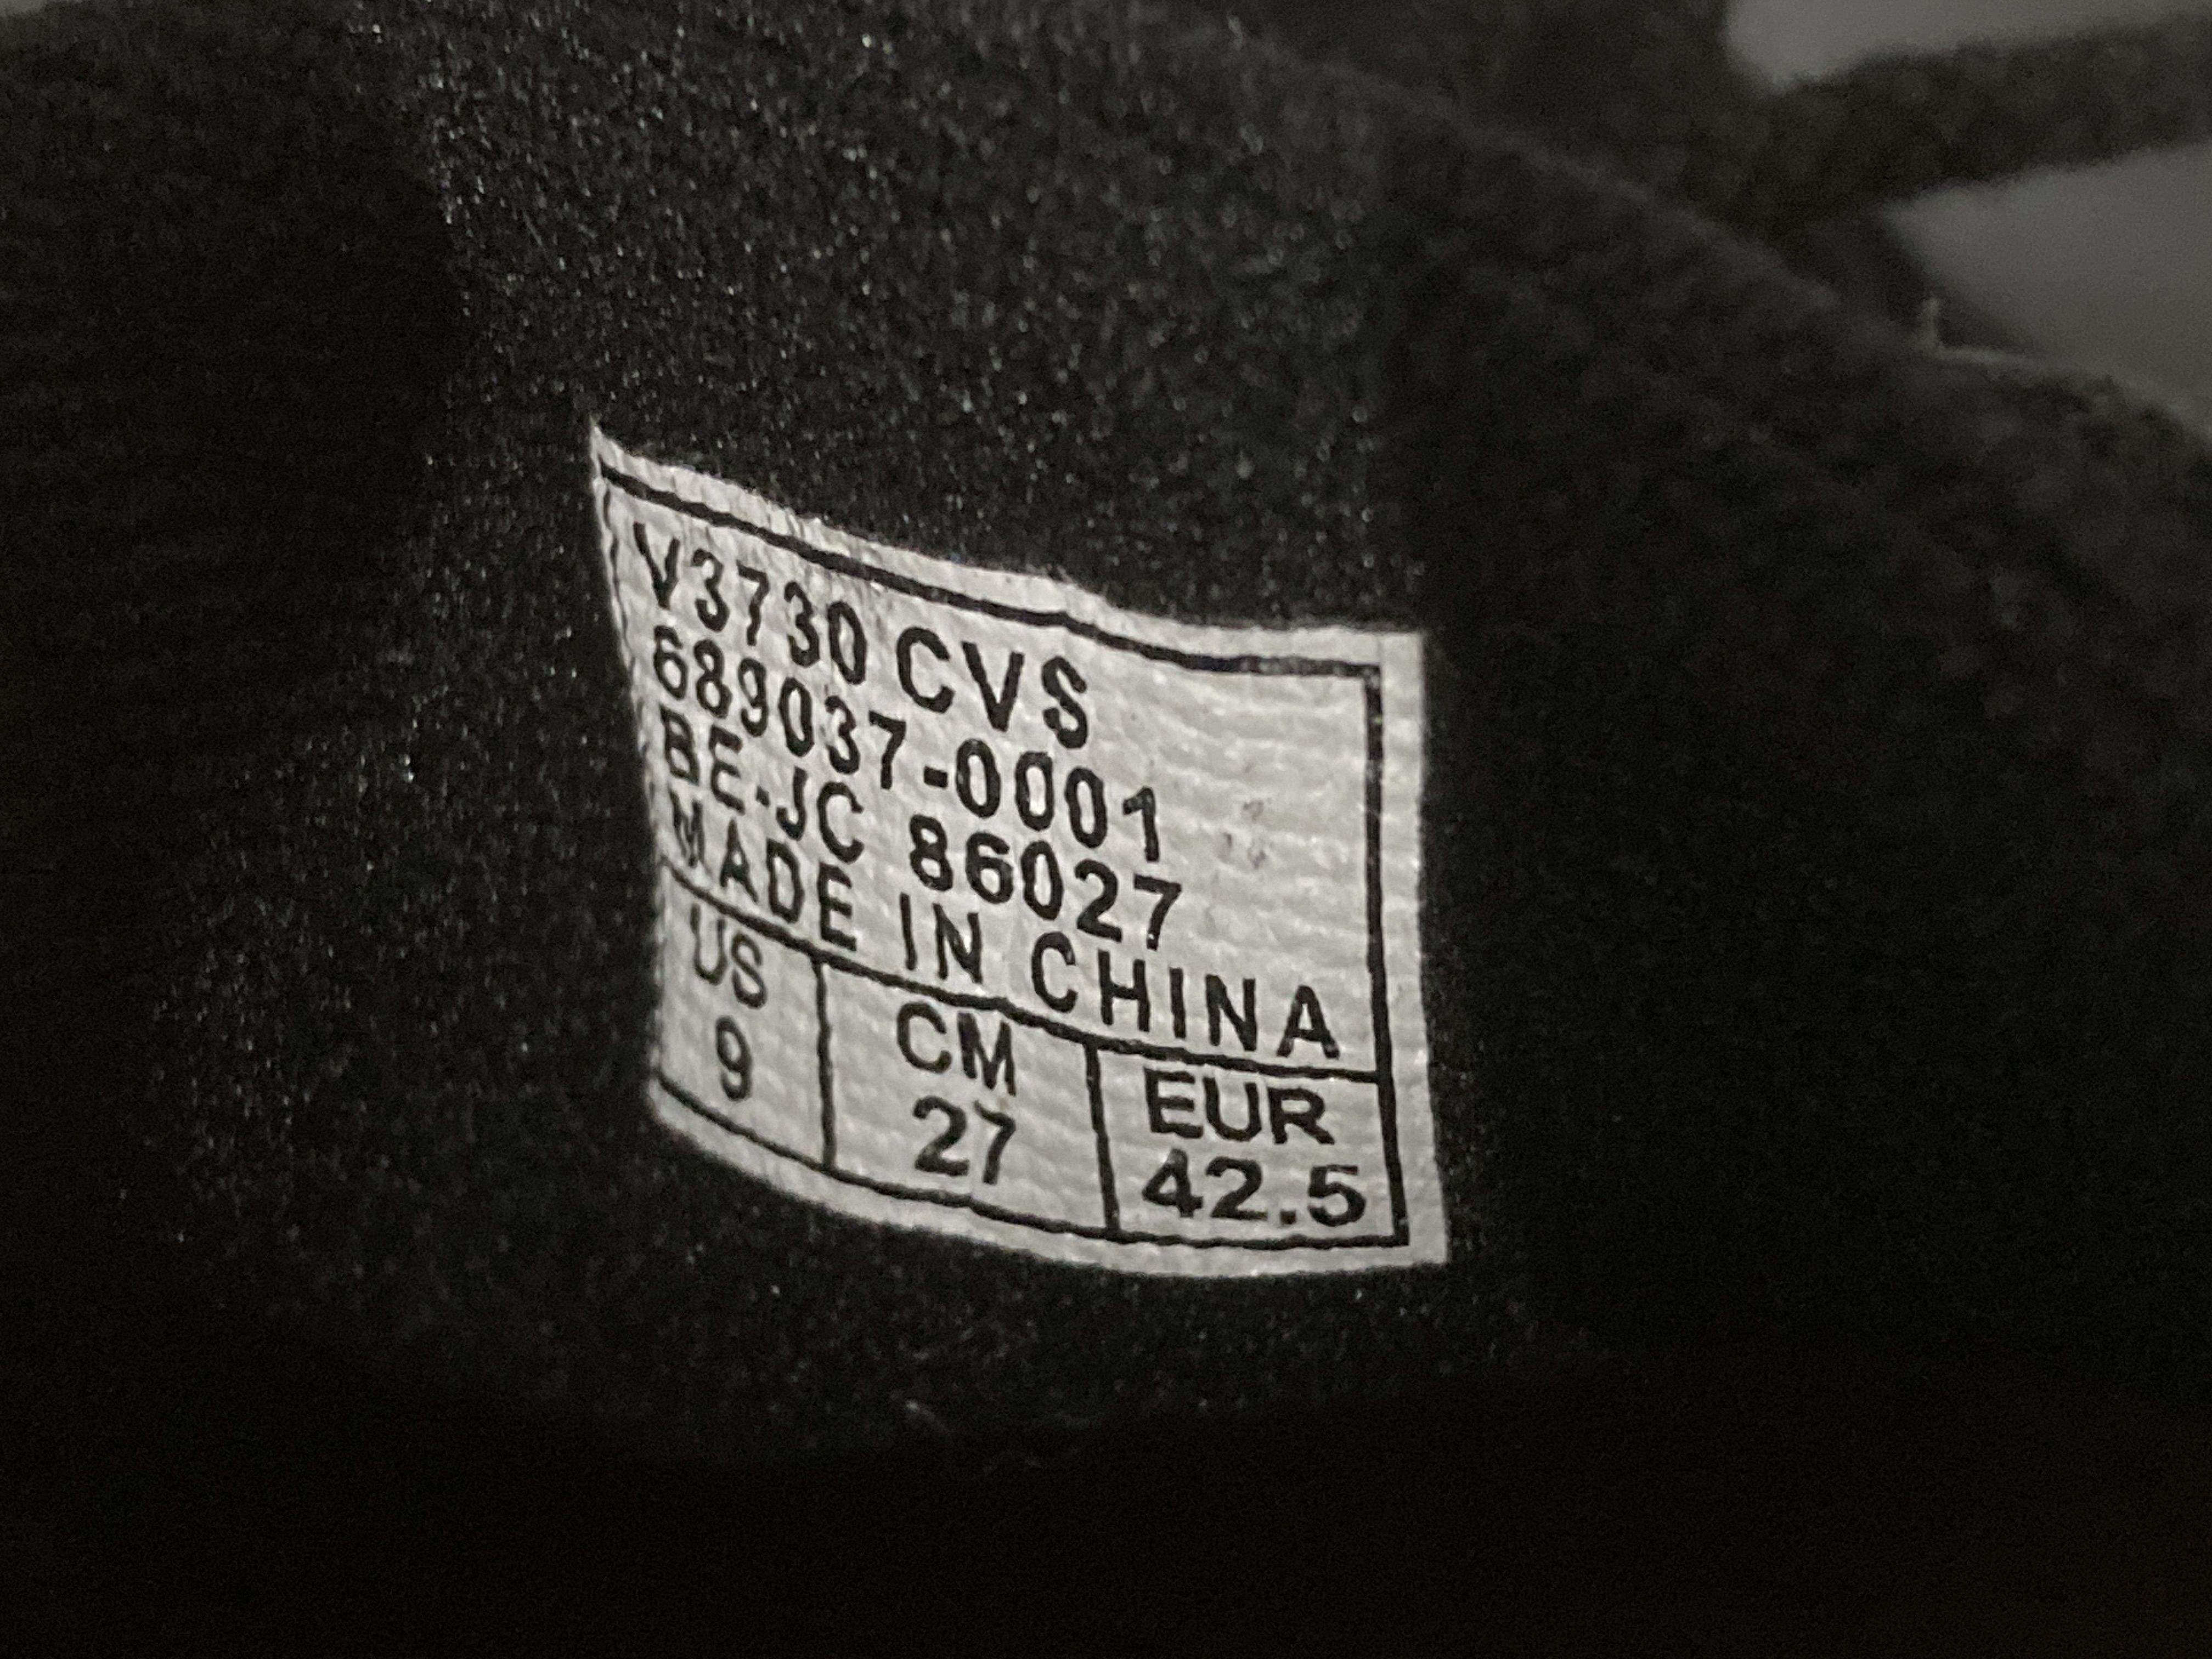 V3730 CVS
689037-0001
BE-JC 86027
MADE IN CHINA
US CM EUR
9 27 42.5